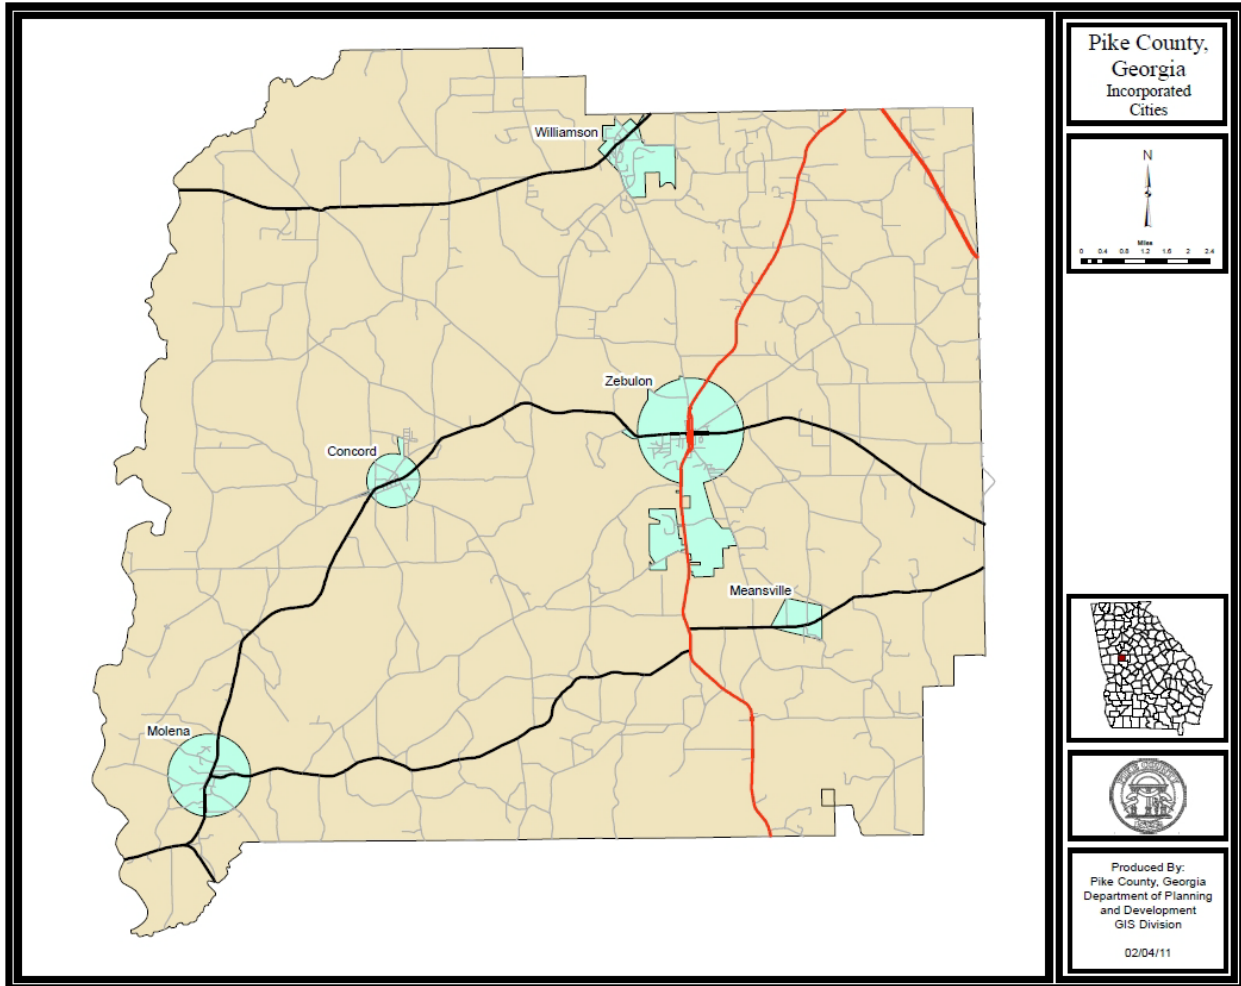 Pike County,
Georgia
Incorporated
Cities
N
Miles
0 0.4 0.8 1.2 1.6 2 2.4
Williamson
Zebulon
Concord
Meansville
Molena
PIKE COUNTY
Produced By:
Pike County, Georgia
Department of Planning
and Development
GIS Division
02/04/11